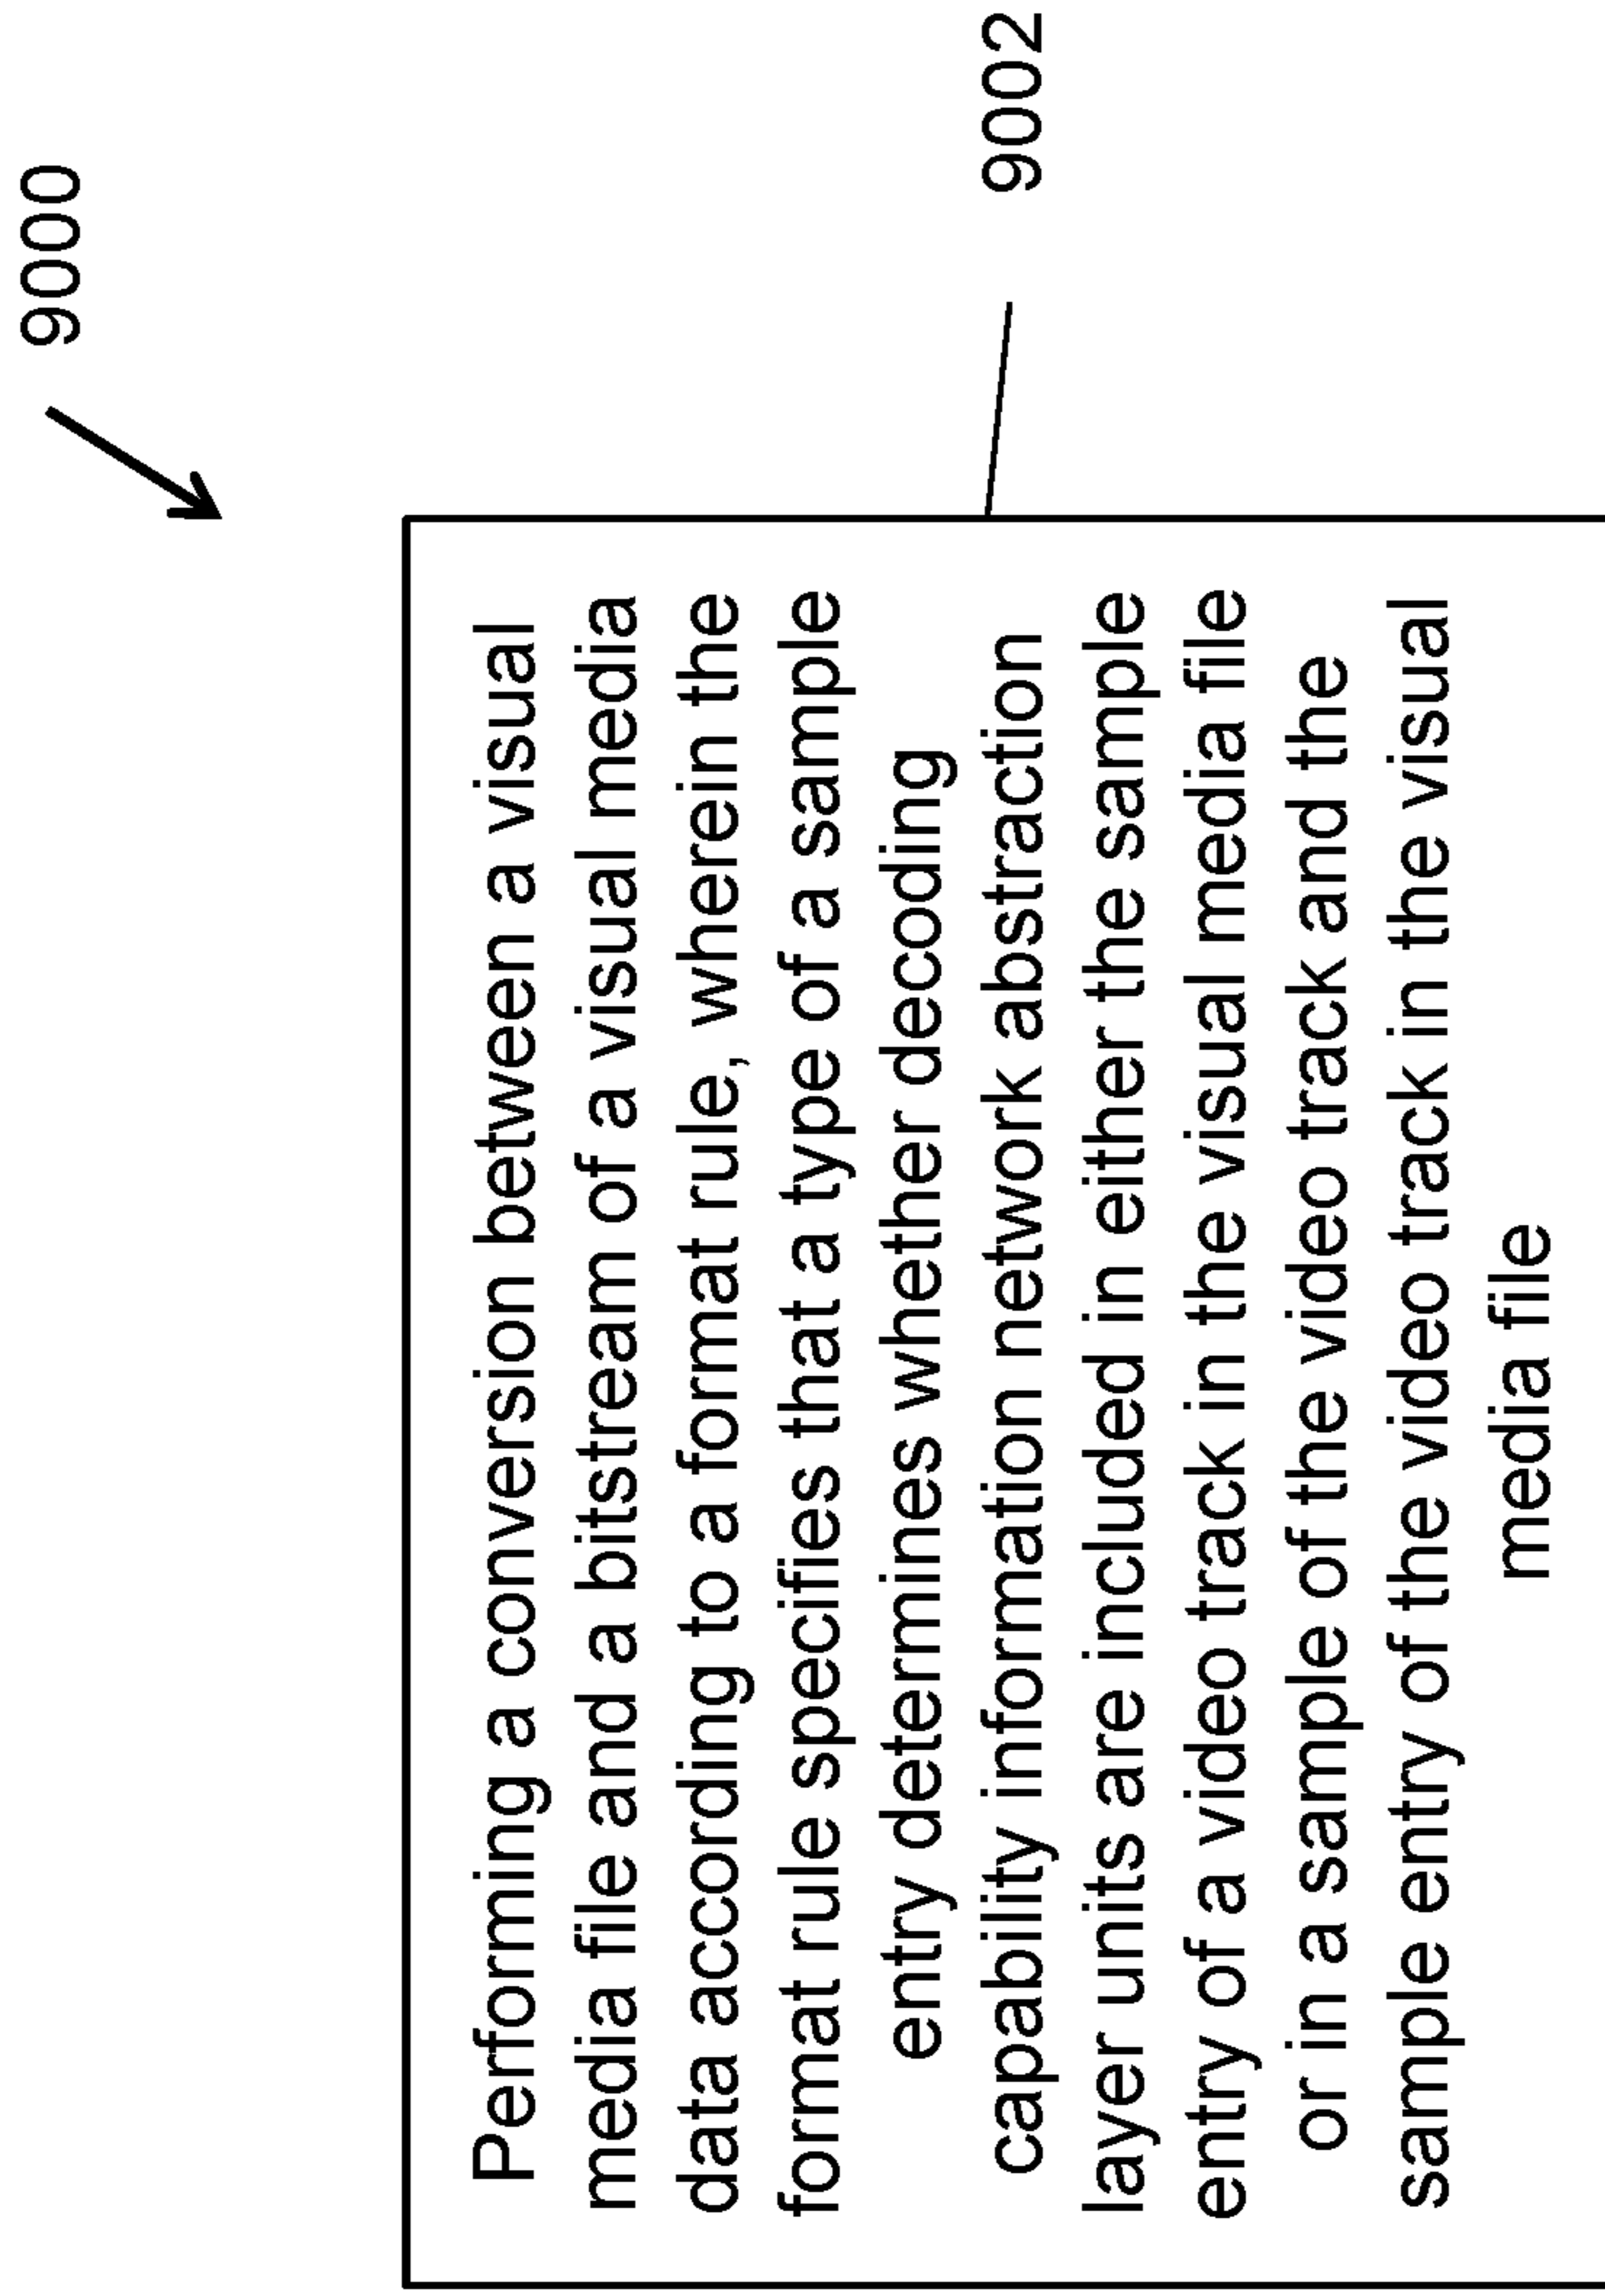 9000
Performing a conversion between a visual
media file and a bitstream of a visual media
data according to a format rule, wherein the
format rule specifies that a type of a sample
entry determines whether decoding
capability information network abstraction
layer units are included in either the sample
entry of a video track in the visual media file
or in a sample of the video track and the
sample entry of the video track in the visual
media file
9002